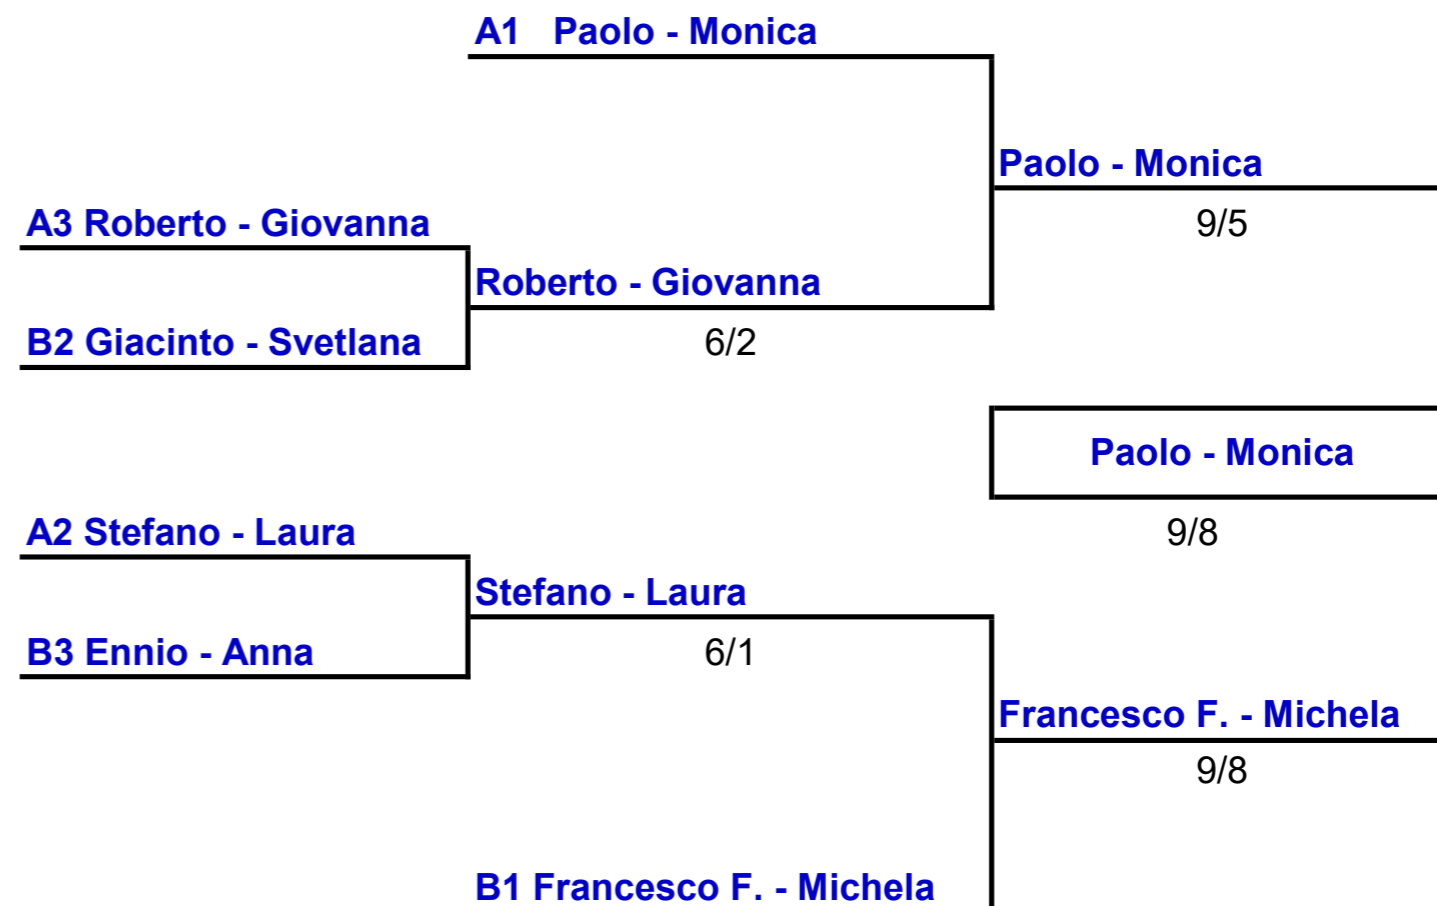 A1 Paolo - Monica
Paolo - Monica
A3 Roberto - Giovanna
9/5
Roberto - Giovanna
B2 Giacinto - Svetlana
6/2
Paolo - Monica
A2 Stefano - Laura
9/8
Stefano - Laura
B3 Ennio - Anna
6/1
Francesco F. - Michela
9/8
B1 Francesco F. - Michela